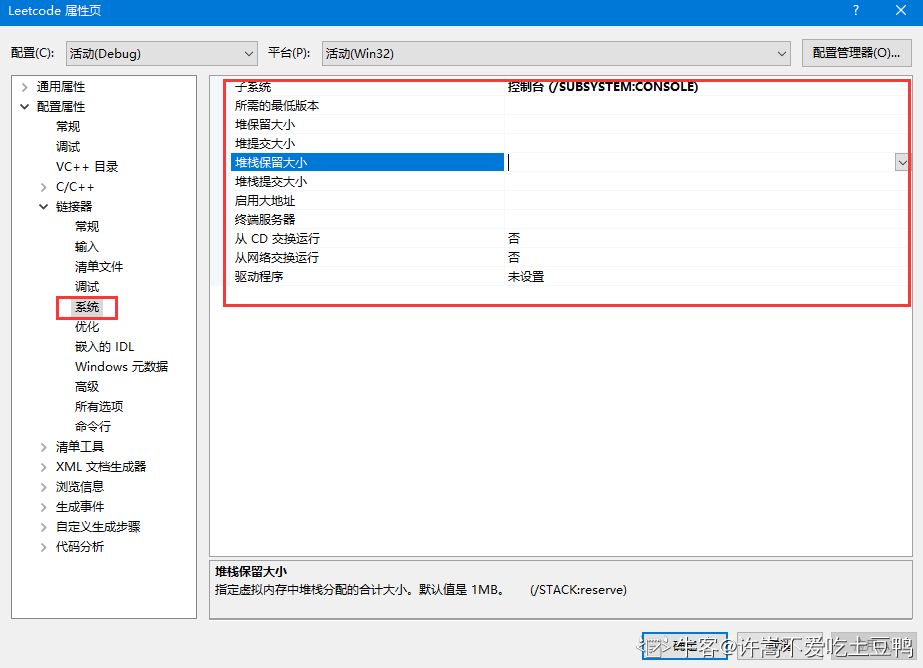 Leetcode 属性页
? ×
配置(C): 活动(Debug) 平台(P): 活动(Win32) 配置管理器(O)...
通用属性
配置属性
常规
调试
VC++ 目录
C/C++
链接器
常规
输入
清单文件
调试
系统
优化
嵌入的 IDL
Windows 元数据
高级
所有选项
命令行
清单工具
XML 文档生成器
浏览信息
生成事件
自定义生成步骤
代码分析
子系统 控制台 (/SUBSYSTEM:CONSOLE)
所需的最低版本
堆保留大小
堆提交大小
堆栈保留大小
堆栈提交大小
启用大地址
终端服务器
从 CD 交换运行 否
从网络交换运行 否
驱动程序 未设置
堆栈保留大小
指定虚拟内存中堆栈分配的合计大小。默认值是 1MB。 (/STACK:reserve)
牛客@许嵩不爱吃土豆鸭